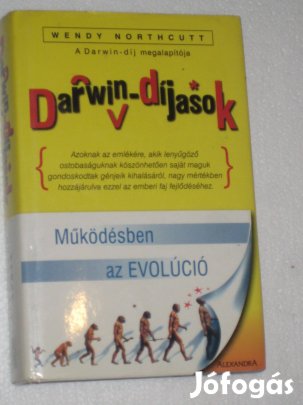 WENDY NORTHCUTT
A Darwin-díj megalapítója
Darwin-díjasok
Azoknak az emlékére, akik lenyűgöző
ostobaságuknak köszönhetően saját maguk
gondoskodtak génjeik kihalásáról, nagy mértékben
hozzájárulva ezzel az emberi faj fejlődéséhez.
Működésben
az EVOLÚCIÓ
ALEXANDRA
Jófogás